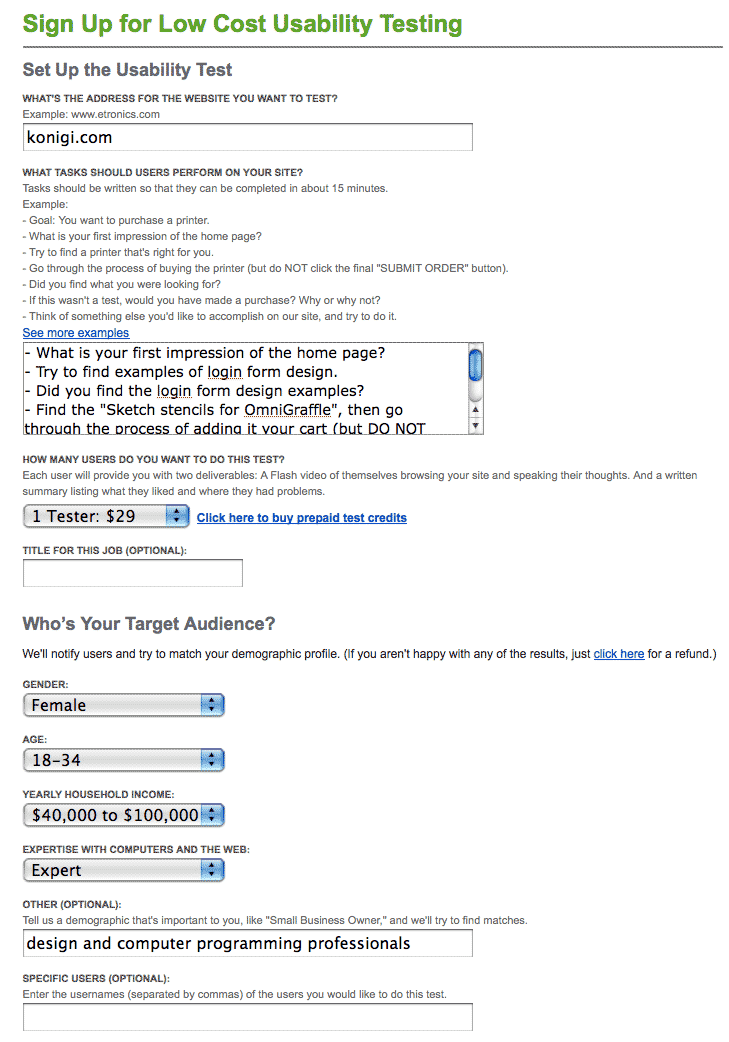 Sign Up for Low Cost Usability Testing
Set Up the Usability Test
WHAT'S THE ADDRESS FOR THE WEBSITE YOU WANT TO TEST?
Example: www.etronics.com
konigi.com
WHAT TASKS SHOULD USERS PERFORM ON YOUR SITE?
Tasks should be written so that they can be completed in about 15 minutes.
Example:
- Goal: You want to purchase a printer.
- What is your first impression of the home page?
- Try to find a printer that's right for you.
- Go through the process of buying the printer (but do NOT click the final "SUBMIT ORDER" button).
- Did you find what you were looking for?
- If this wasn't a test, would you have made a purchase? Why or why not?
- Think of something else you'd like to accomplish on our site, and try to do it.
See more examples
- What is your first impression of the home page?
- Try to find examples of login form design.
- Did you find the login form design examples?
- Find the "Sketch stencils for OmniGraffle", then go
through the process of adding it your cart (but DO NOT
HOW MANY USERS DO YOU WANT TO DO THIS TEST?
Each user will provide you with two deliverables: A Flash video of themselves browsing your site and speaking their thoughts. And a written
summary listing what they liked and where they had problems.
1 Tester: $29 Click here to buy prepaid test credits
TITLE FOR THIS JOB (OPTIONAL):
Who's Your Target Audience?
We'll notify users and try to match your demographic profile. (If you aren't happy with any of the results, just click here for a refund.)
GENDER:
Female
AGE:
18-34
YEARLY HOUSEHOLD INCOME:
$40,000 to $100,000
EXPERTISE WITH COMPUTERS AND THE WEB:
Expert
OTHER (OPTIONAL):
Tell us a demographic that's important to you, like "Small Business Owner," and we'll try to find matches.
design and computer programming professionals
SPECIFIC USERS (OPTIONAL):
Enter the usernames (separated by commas) of the users you would like to do this test.